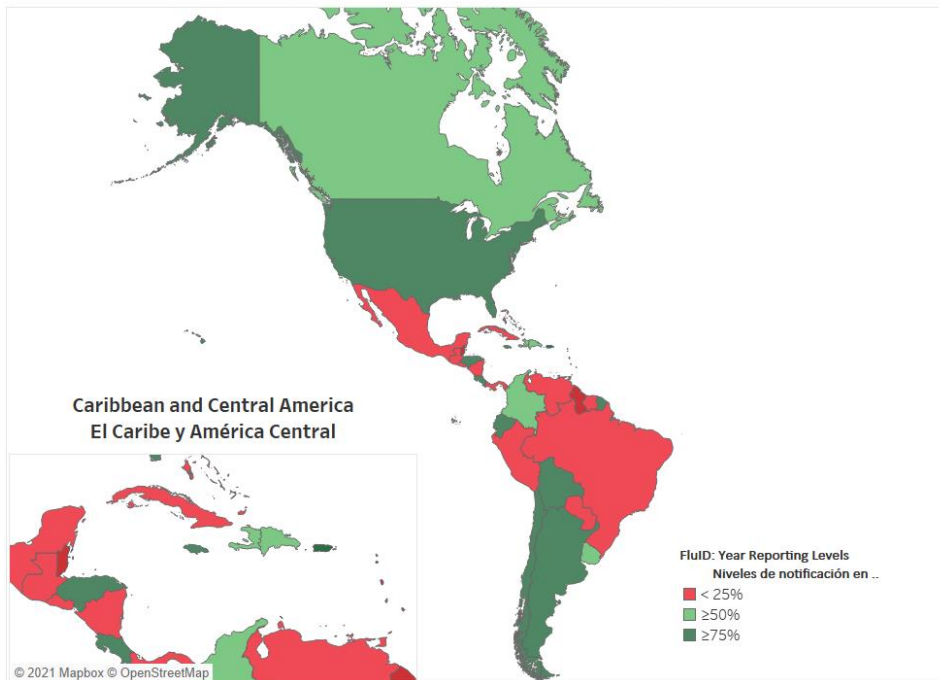 Caribbean and Central America
El Caribe y América Central
FluID: Year Reporting Levels
Niveles de notificación en ..
< 25%
≥50%
≥75%
© 2021 Mapbox © OpenStreetMap